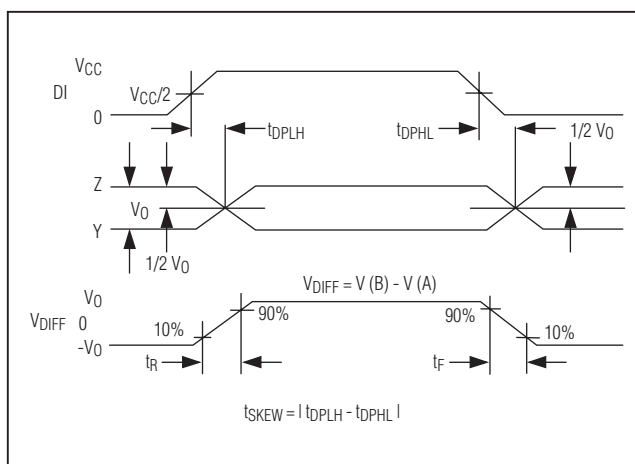 VCC
DI
VCC/2
0
tDPLH
tDPHL
1/2 VO
Z
VO
Y
1/2 VO
VDIFF = V (B) - V (A)
VO
VDIFF 0
-VO
10%
90%
90%
10%
tR
tF
tSKEW = | tDPLH - tDPHL |